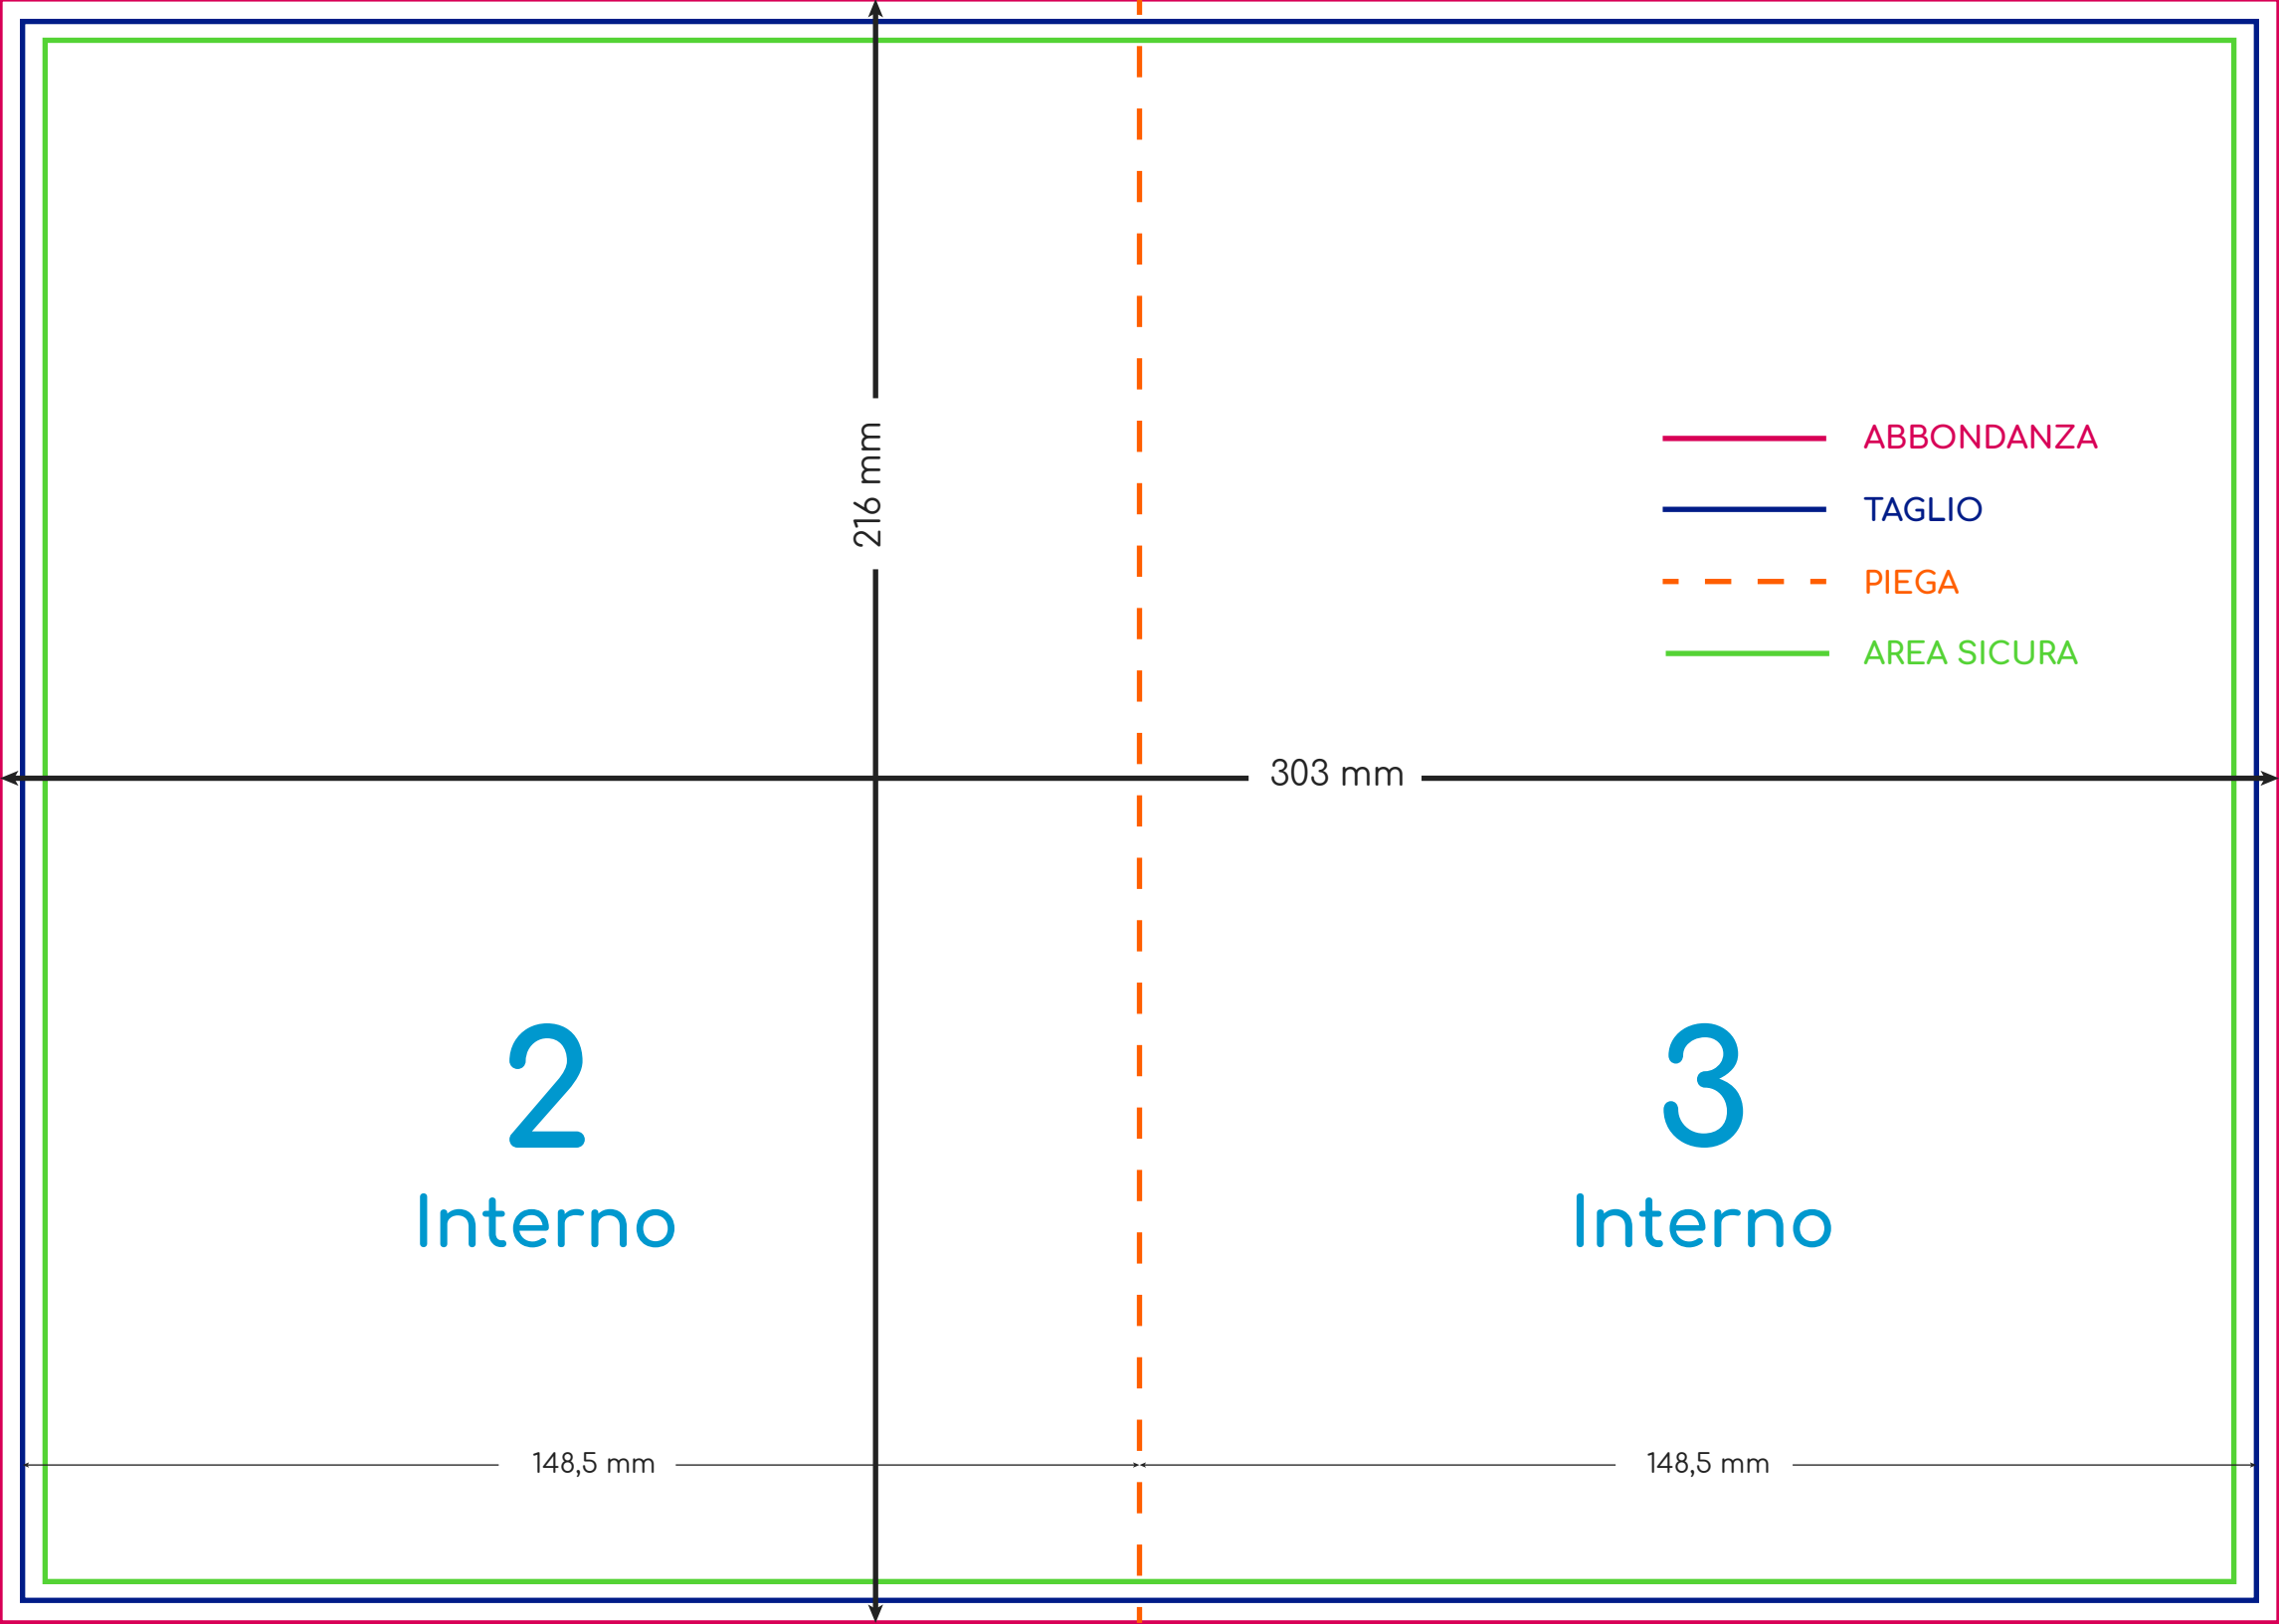 216 mm
ABBONDANZA
TAGLIO
PIEGA
AREA SICURA
303 mm
2
Interno
3
Interno
148,5 mm
148,5 mm